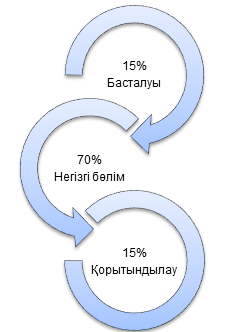 15%
Басталуы
70%
Негізгі бөлім
15%
Қорытындылау